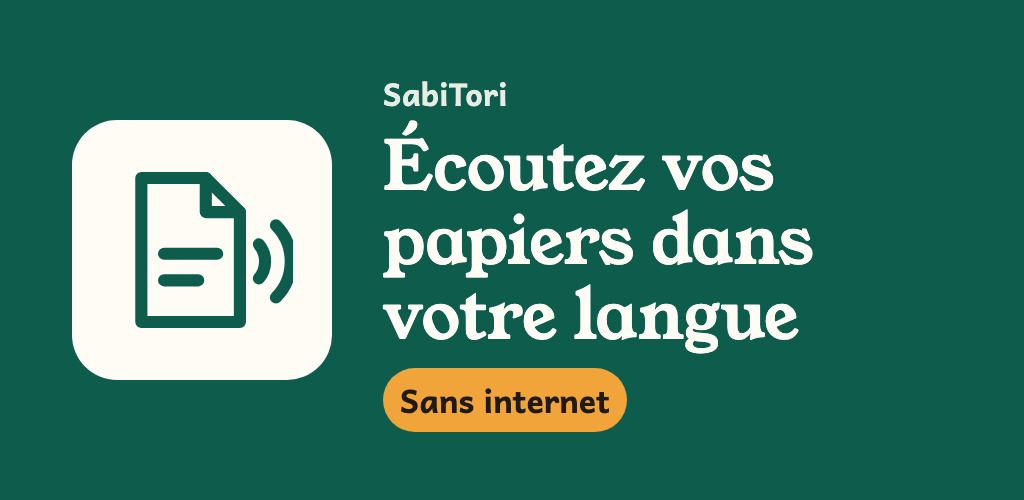 SabiTori
Écoutez vos
papiers dans
votre langue
Sans internet